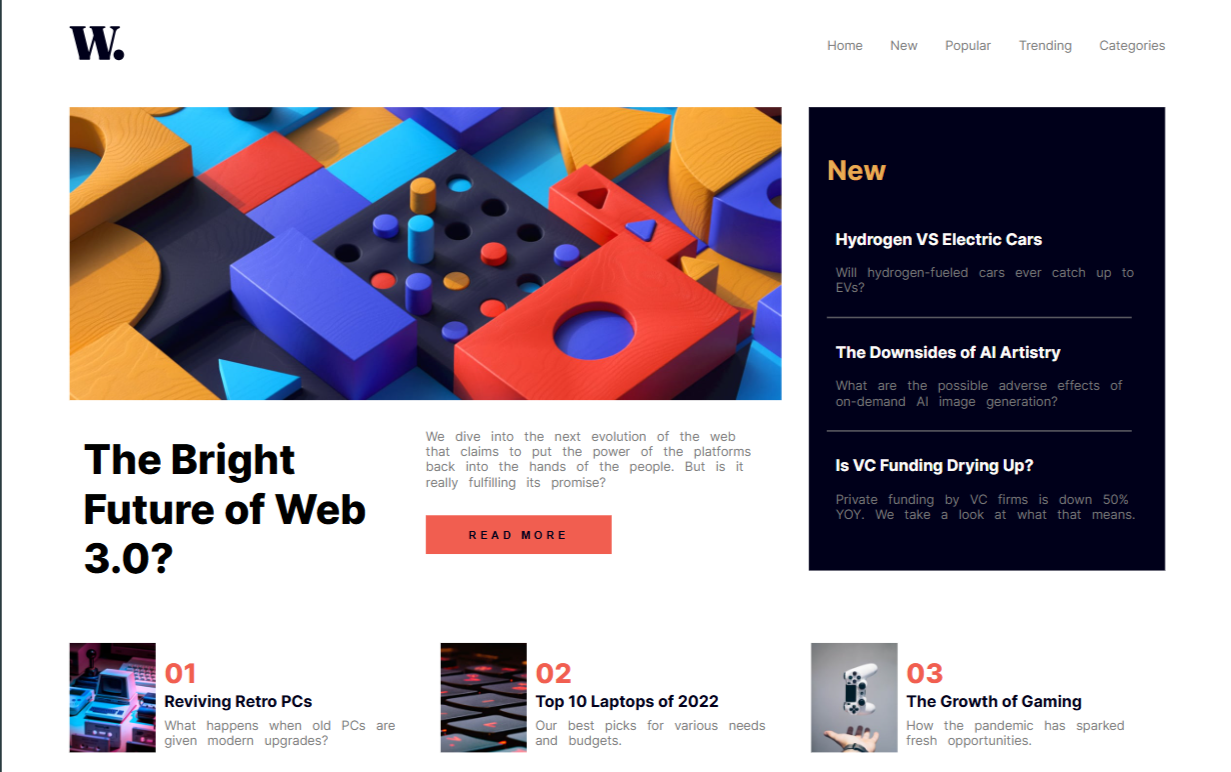 W.
Home New Popular Trending Categories
New
Hydrogen VS Electric Cars
Will hydrogen-fueled cars ever catch up to
EVs?
The Downsides of AI Artistry
What are the possible adverse effects of
on-demand AI image generation?
Is VC Funding Drying Up?
Private funding by VC firms is down 50%
YOY. We take a look at what that means.
The Bright
Future of Web
3.0?
We dive into the next evolution of the web
that claims to put the power of the platforms
back into the hands of the people. But is it
really fulfilling its promise?
READ MORE
01
Reviving Retro PCs
What happens when old PCs are
given modern upgrades?
02
Top 10 Laptops of 2022
Our best picks for various needs
and budgets.
03
The Growth of Gaming
How the pandemic has sparked
fresh opportunities.